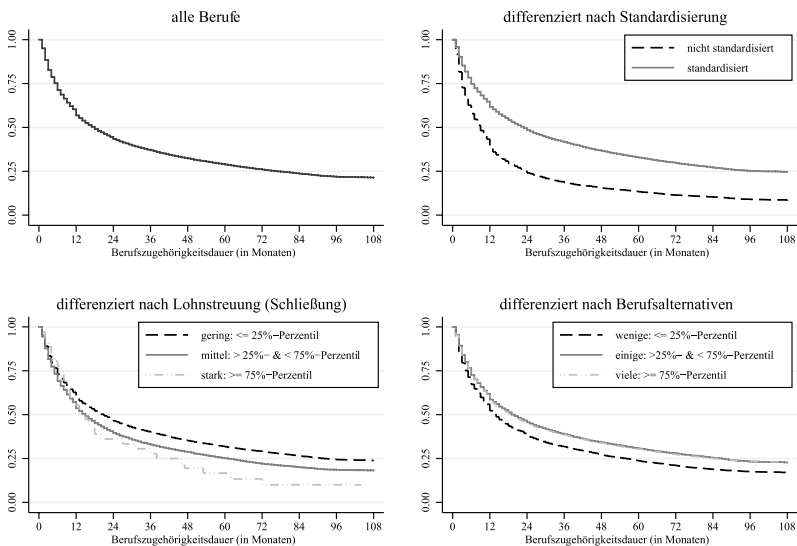 alle Berufe
1.00
0.75
0.50
0.25
0.00
0 12 24 36 48 60 72 84 96 108
Berufszugehörigkeitsdauer (in Monaten)
differenziert nach Standardisierung
nicht standardisiert
standardisiert
1.00
0.75
0.50
0.25
0.00
0 12 24 36 48 60 72 84 96 108
Berufszugehörigkeitsdauer (in Monaten)
differenziert nach Lohnstreuung (Schließung)
gering: <= 25%−Perzentil
mittel: > 25%− & < 75%−Perzentil
stark: >= 75%−Perzentil
1.00
0.75
0.50
0.25
0.00
0 12 24 36 48 60 72 84 96 108
Berufszugehörigkeitsdauer (in Monaten)
differenziert nach Berufsalternativen
wenige: <= 25%−Perzentil
einige: >25%− & < 75%−Perzentil
viele: >= 75%−Perzentil
1.00
0.75
0.50
0.25
0.00
0 12 24 36 48 60 72 84 96 108
Berufszugehörigkeitsdauer (in Monaten)